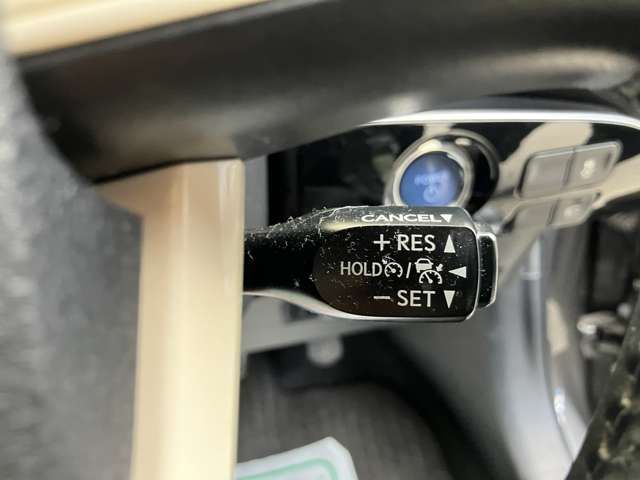 CANCEL▼
+ RES ▲
HOLD / ◀
− SET ▼